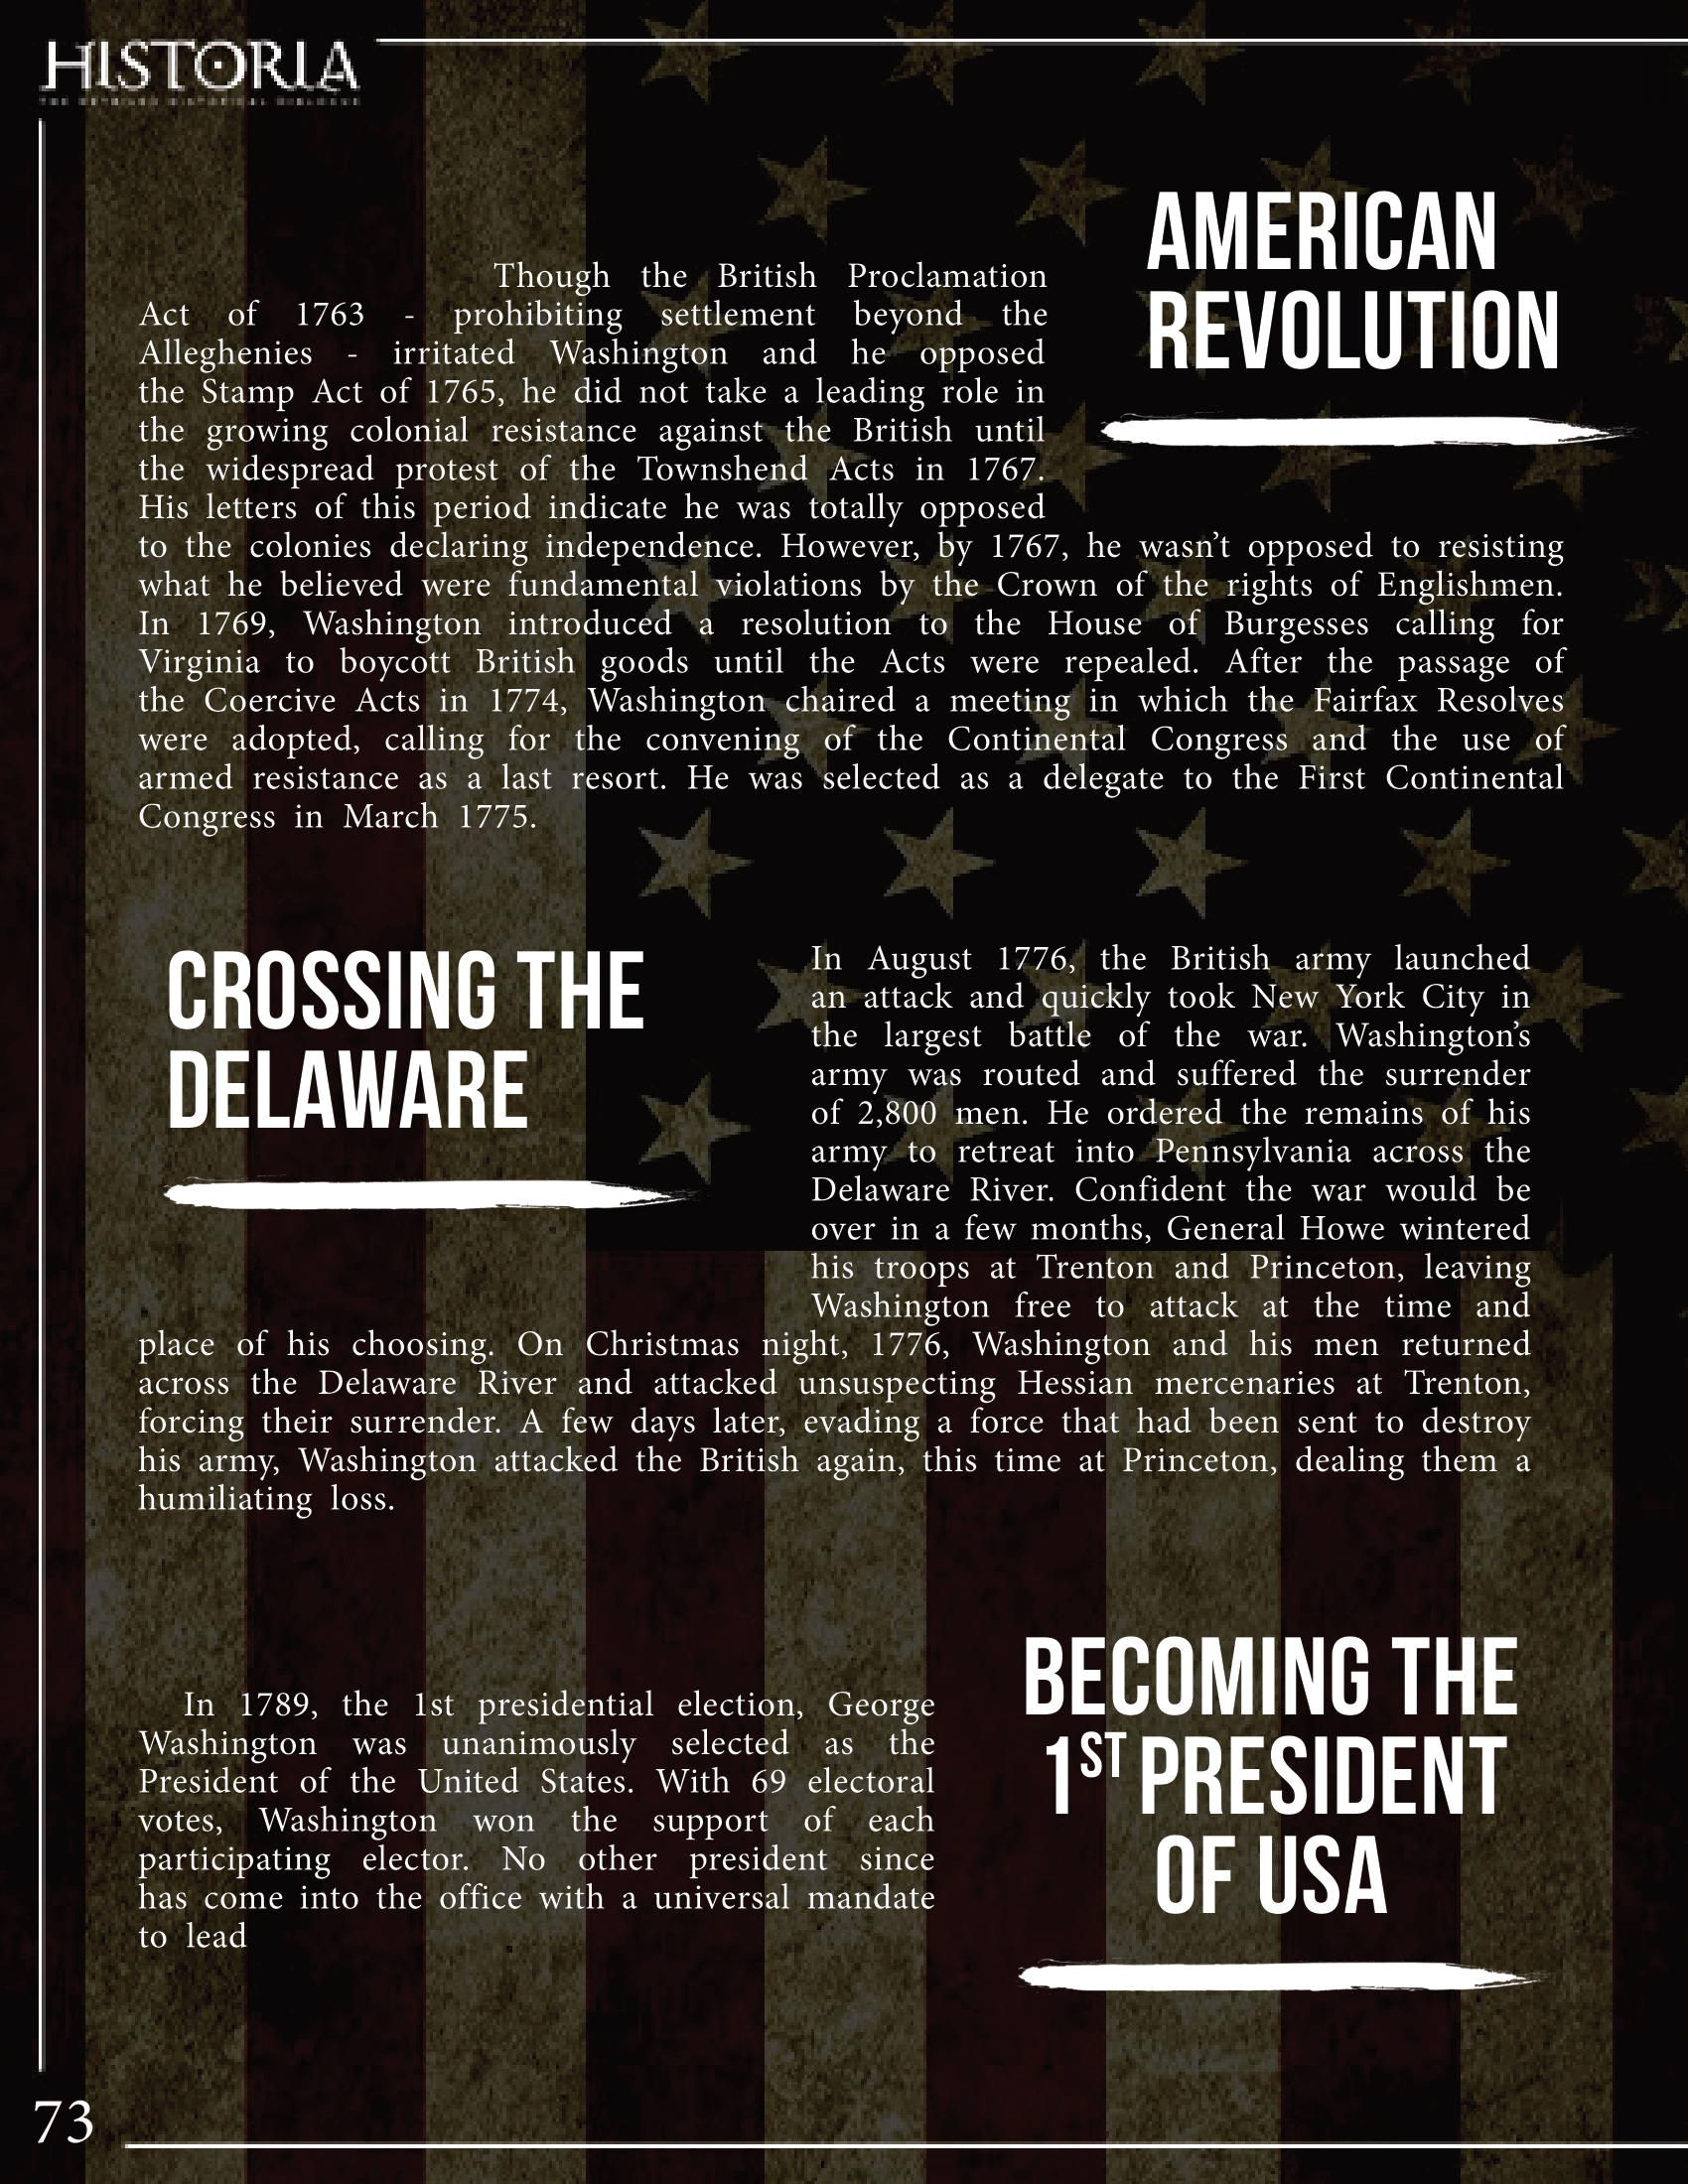 HISTORIA
AMERICAN
REVOLUTION
Though the British Proclamation
Act of 1763 - prohibiting settlement beyond the
Alleghenies - irritated Washington and he opposed
the Stamp Act of 1765, he did not take a leading role in
the growing colonial resistance against the British until
the widespread protest of the Townshend Acts in 1767.
His letters of this period indicate he was totally opposed
to the colonies declaring independence. However, by 1767, he wasn’t opposed to resisting
what he believed were fundamental violations by the Crown of the rights of Englishmen.
In 1769, Washington introduced a resolution to the House of Burgesses calling for
Virginia to boycott British goods until the Acts were repealed. After the passage of
the Coercive Acts in 1774, Washington chaired a meeting in which the Fairfax Resolves
were adopted, calling for the convening of the Continental Congress and the use of
armed resistance as a last resort. He was selected as a delegate to the First Continental
Congress in March 1775.
CROSSING THE
DELAWARE
In August 1776, the British army launched
an attack and quickly took New York City in
the largest battle of the war. Washington’s
army was routed and suffered the surrender
of 2,800 men. He ordered the remains of his
army to retreat into Pennsylvania across the
Delaware River. Confident the war would be
over in a few months, General Howe wintered
his troops at Trenton and Princeton, leaving
Washington free to attack at the time and
place of his choosing. On Christmas night, 1776, Washington and his men returned
across the Delaware River and attacked unsuspecting Hessian mercenaries at Trenton,
forcing their surrender. A few days later, evading a force that had been sent to destroy
his army, Washington attacked the British again, this time at Princeton, dealing them a
humiliating loss.
BECOMING THE
1ST PRESIDENT
OF USA
In 1789, the 1st presidential election, George
Washington was unanimously selected as the
President of the United States. With 69 electoral
votes, Washington won the support of each
participating elector. No other president since
has come into the office with a universal mandate
to lead
73